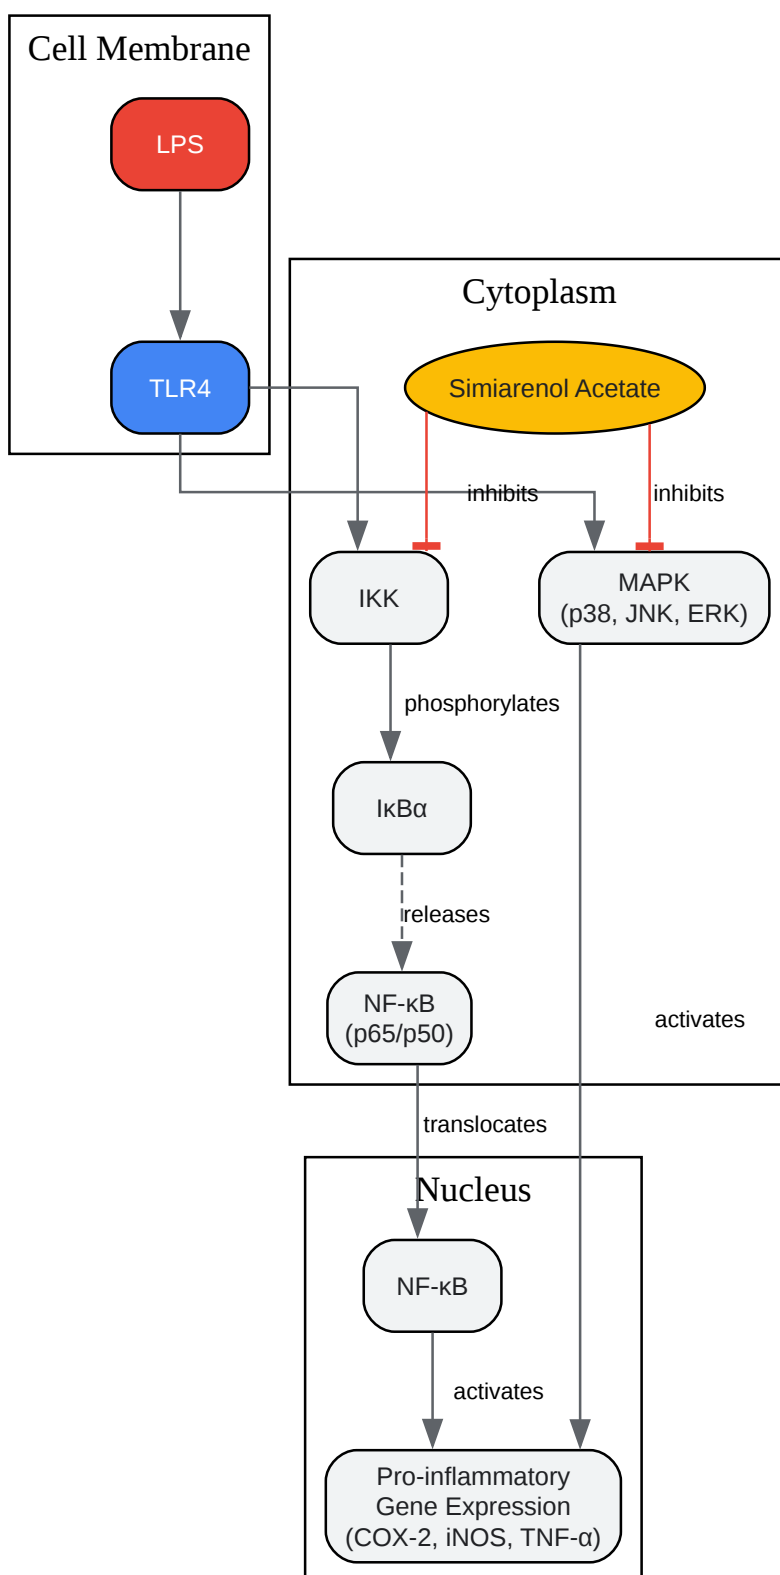 Cell Membrane
LPS
Cytoplasm
TLR4
Simiarenol Acetate
inhibits
inhibits
IKK
MAPK
(p38, JNK, ERK)
phosphorylates
IκBα
releases
NF-κB
(p65/p50)
activates
translocates
Nucleus
NF-κB
activates
Pro-inflammatory
Gene Expression
(COX-2, iNOS, TNF-α)